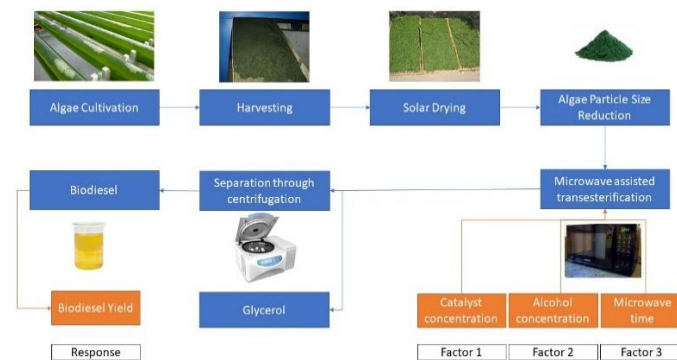 Algae Cultivation
Harvesting
Solar Drying
Algae Particle Size
Reduction
Biodiesel
Separation through
centrifugation
Microwave assisted
transesterification
Biodiesel Yield
Glycerol
Catalyst
concentration
Alcohol
concentration
Microwave
time
Response
Factor 1
Factor 2
Factor 3